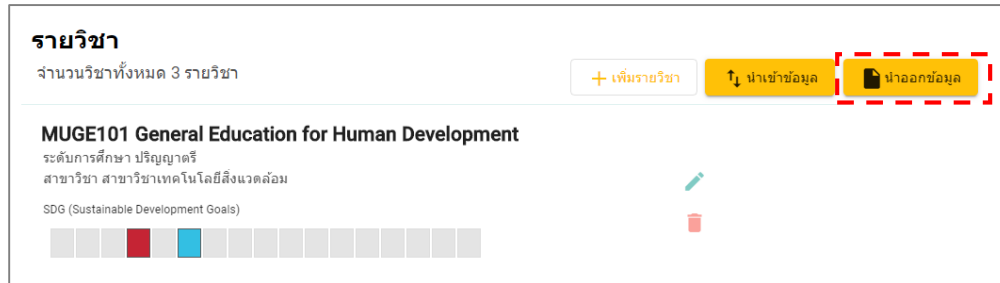 รายวิชา
จำนวนวิชาทั้งหมด 3 รายวิชา
เพิ่มรายวิชา
นำเข้าข้อมูล
นำออกข้อมูล
MUGE101 General Education for Human Development
ระดับการศึกษา ปริญญาตรี
สาขาวิชา สาขาวิชาเทคโนโลยีสิ่งแวดล้อม
SDG (Sustainable Development Goals)